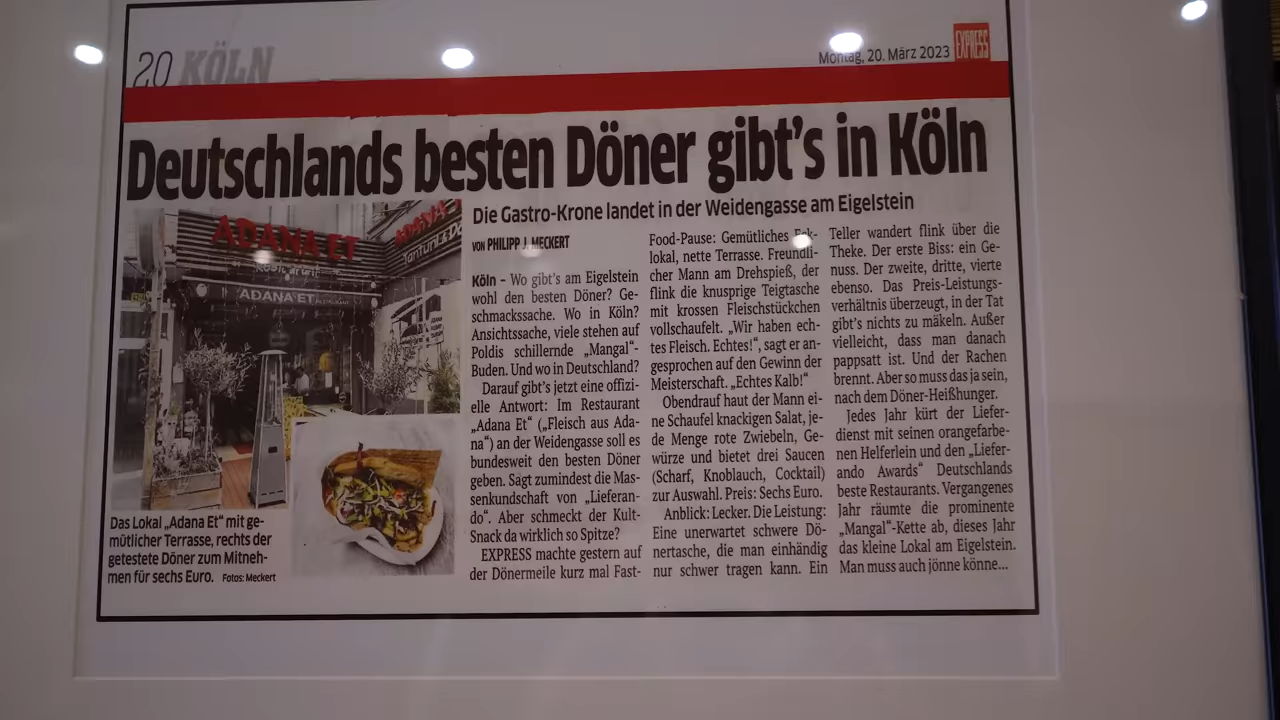 20 KÖLN
Montag, 20. März 2023 EXPRESS
Deutschlands besten Döner gibt's in Köln
Die Gastro-Krone landet in der Weidengasse am Eigelstein
ADANA ET
ADANA ET
ADANA
Das Lokal „Adana Et“ mit ge-
mütlicher Terrasse, rechts der
getestete Döner zum Mitneh-
men für sechs Euro. Fotos: Meckert
VON PHILIPP J. MECKERT
Köln – Wo gibt's am Eigelstein
wohl den besten Döner? Ge-
schmackssache. Wo in Köln?
Ansichtssache, viele stehen auf
Poldis schillernde „Mangal“-
Buden. Und wo in Deutschland?
Darauf gibt's jetzt eine offizi-
elle Antwort: Im Restaurant
„Adana Et“ („Fleisch aus Ada-
na“) an der Weidengasse soll es
bundesweit den besten Döner
geben. Sagt zumindest die Mas-
senkundschaft von „Lieferan-
do“. Aber schmeckt der Kult-
Snack da wirklich so Spitze?
EXPRESS machte gestern auf
der Dönermeile kurz mal Fast-
Food-Pause: Gemütliches Eck-
lokal, nette Terrasse. Freundli-
cher Mann am Drehspieß, der
flink die knusprige Teigtasche
mit krossen Fleischstückchen
vollschaufelt. „Wir haben ech-
tes Fleisch. Echtes!“, sagt er an-
gesprochen auf den Gewinn der
Meisterschaft. „Echtes Kalb!“
Obendrauf haut der Mann ei-
ne Schaufel knackigen Salat, je-
de Menge rote Zwiebeln, Ge-
würze und bietet drei Saucen
(Scharf, Knoblauch, Cocktail)
zur Auswahl. Preis: Sechs Euro.
Anblick: Lecker. Die Leistung:
Eine unerwartet schwere Dö-
nertasche, die man einhändig
nur schwer tragen kann. Ein
Teller wandert flink über die
Theke. Der erste Biss: ein Ge-
nuss. Der zweite, dritte, vierte
ebenso. Das Preis-Leistungs-
verhältnis überzeugt, in der Tat
gibt's nichts zu mäkeln. Außer
vielleicht, dass man danach
pappsatt ist. Und der Rachen
brennt. Aber so muss das ja sein,
nach dem Döner-Heißhunger.
Jedes Jahr kürt der Liefer-
dienst mit seinen orangefarbe-
nen Helferlein und den „Liefer-
ando Awards“ Deutschlands
beste Restaurants. Vergangenes
Jahr räumte die prominente
„Mangal“-Kette ab, dieses Jahr
das kleine Lokal am Eigelstein.
Man muss auch jönne könne...